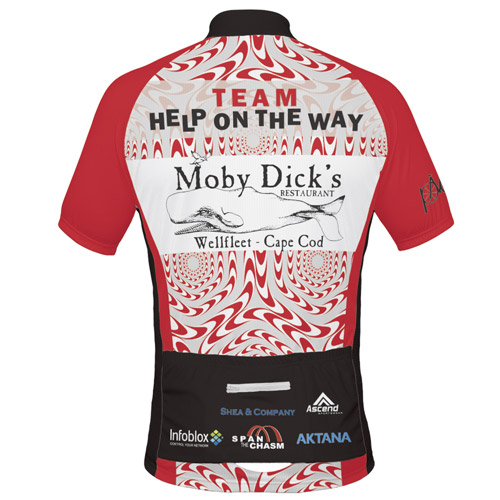 TEAM
HELP ON THE WAY
Moby Dick's
RESTAURANT
Wellfleet - Cape Cod
SHEA & COMPANY
Ascend
Infoblox
CONTROL YOUR NETWORK
SPAN
THE CHASM
AKTANA